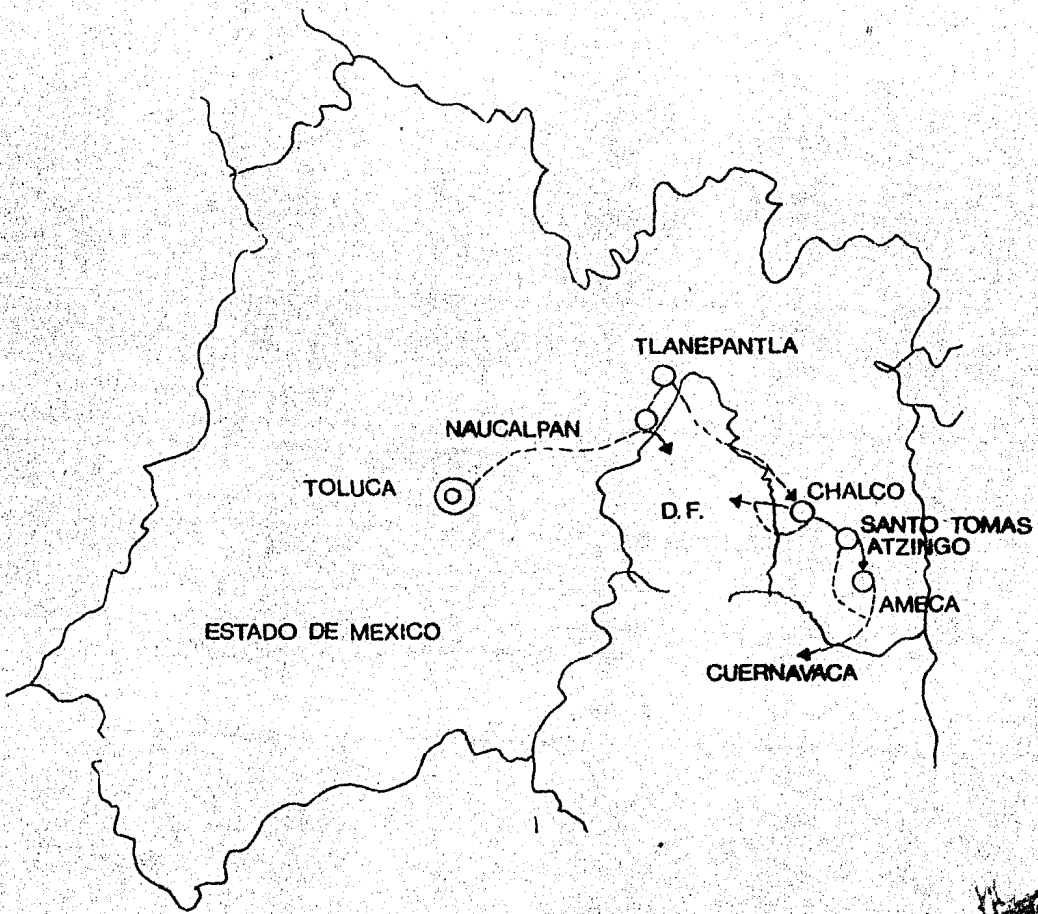 TLANEPANTLA
NAUCALPAN
TOLUCA
CHALCO
D.F.
SANTO TOMAS
ATZINGO
AMECA
ESTADO DE MEXICO
CUERNAVACA